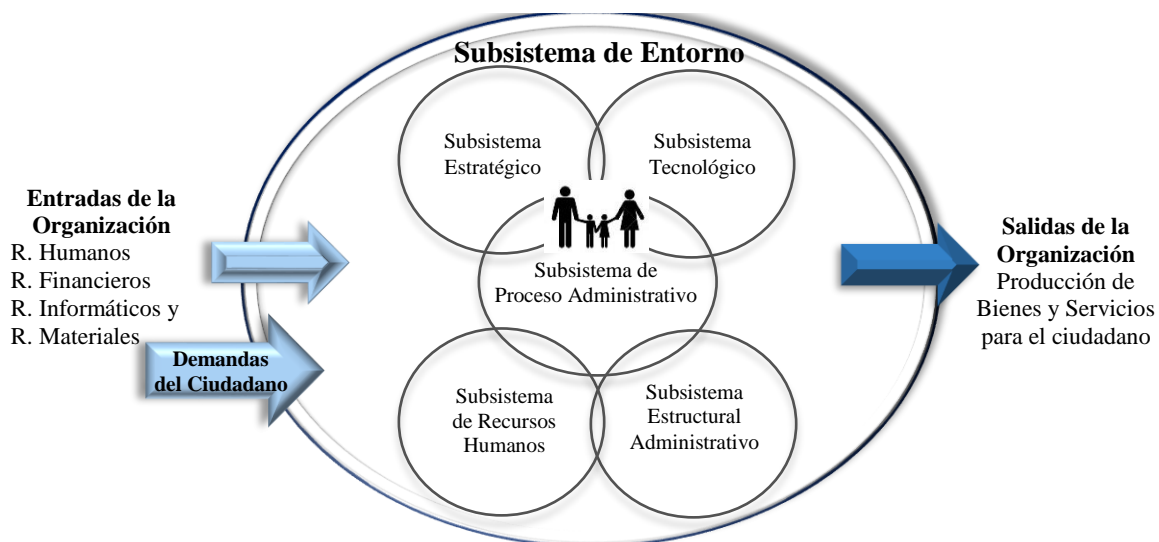 Subsistema de Entorno
Subsistema
Estratégico
Subsistema
Tecnológico
Entradas de la
Organización
R. Humanos
R. Financieros
R. Informáticos y
R. Materiales
Demandas
del Ciudadano
Subsistema de
Proceso Administrativo
Subsistema
de Recursos
Humanos
Subsistema
Estructural
Administrativo
Salidas de la
Organización
Producción de
Bienes y Servicios
para el ciudadano